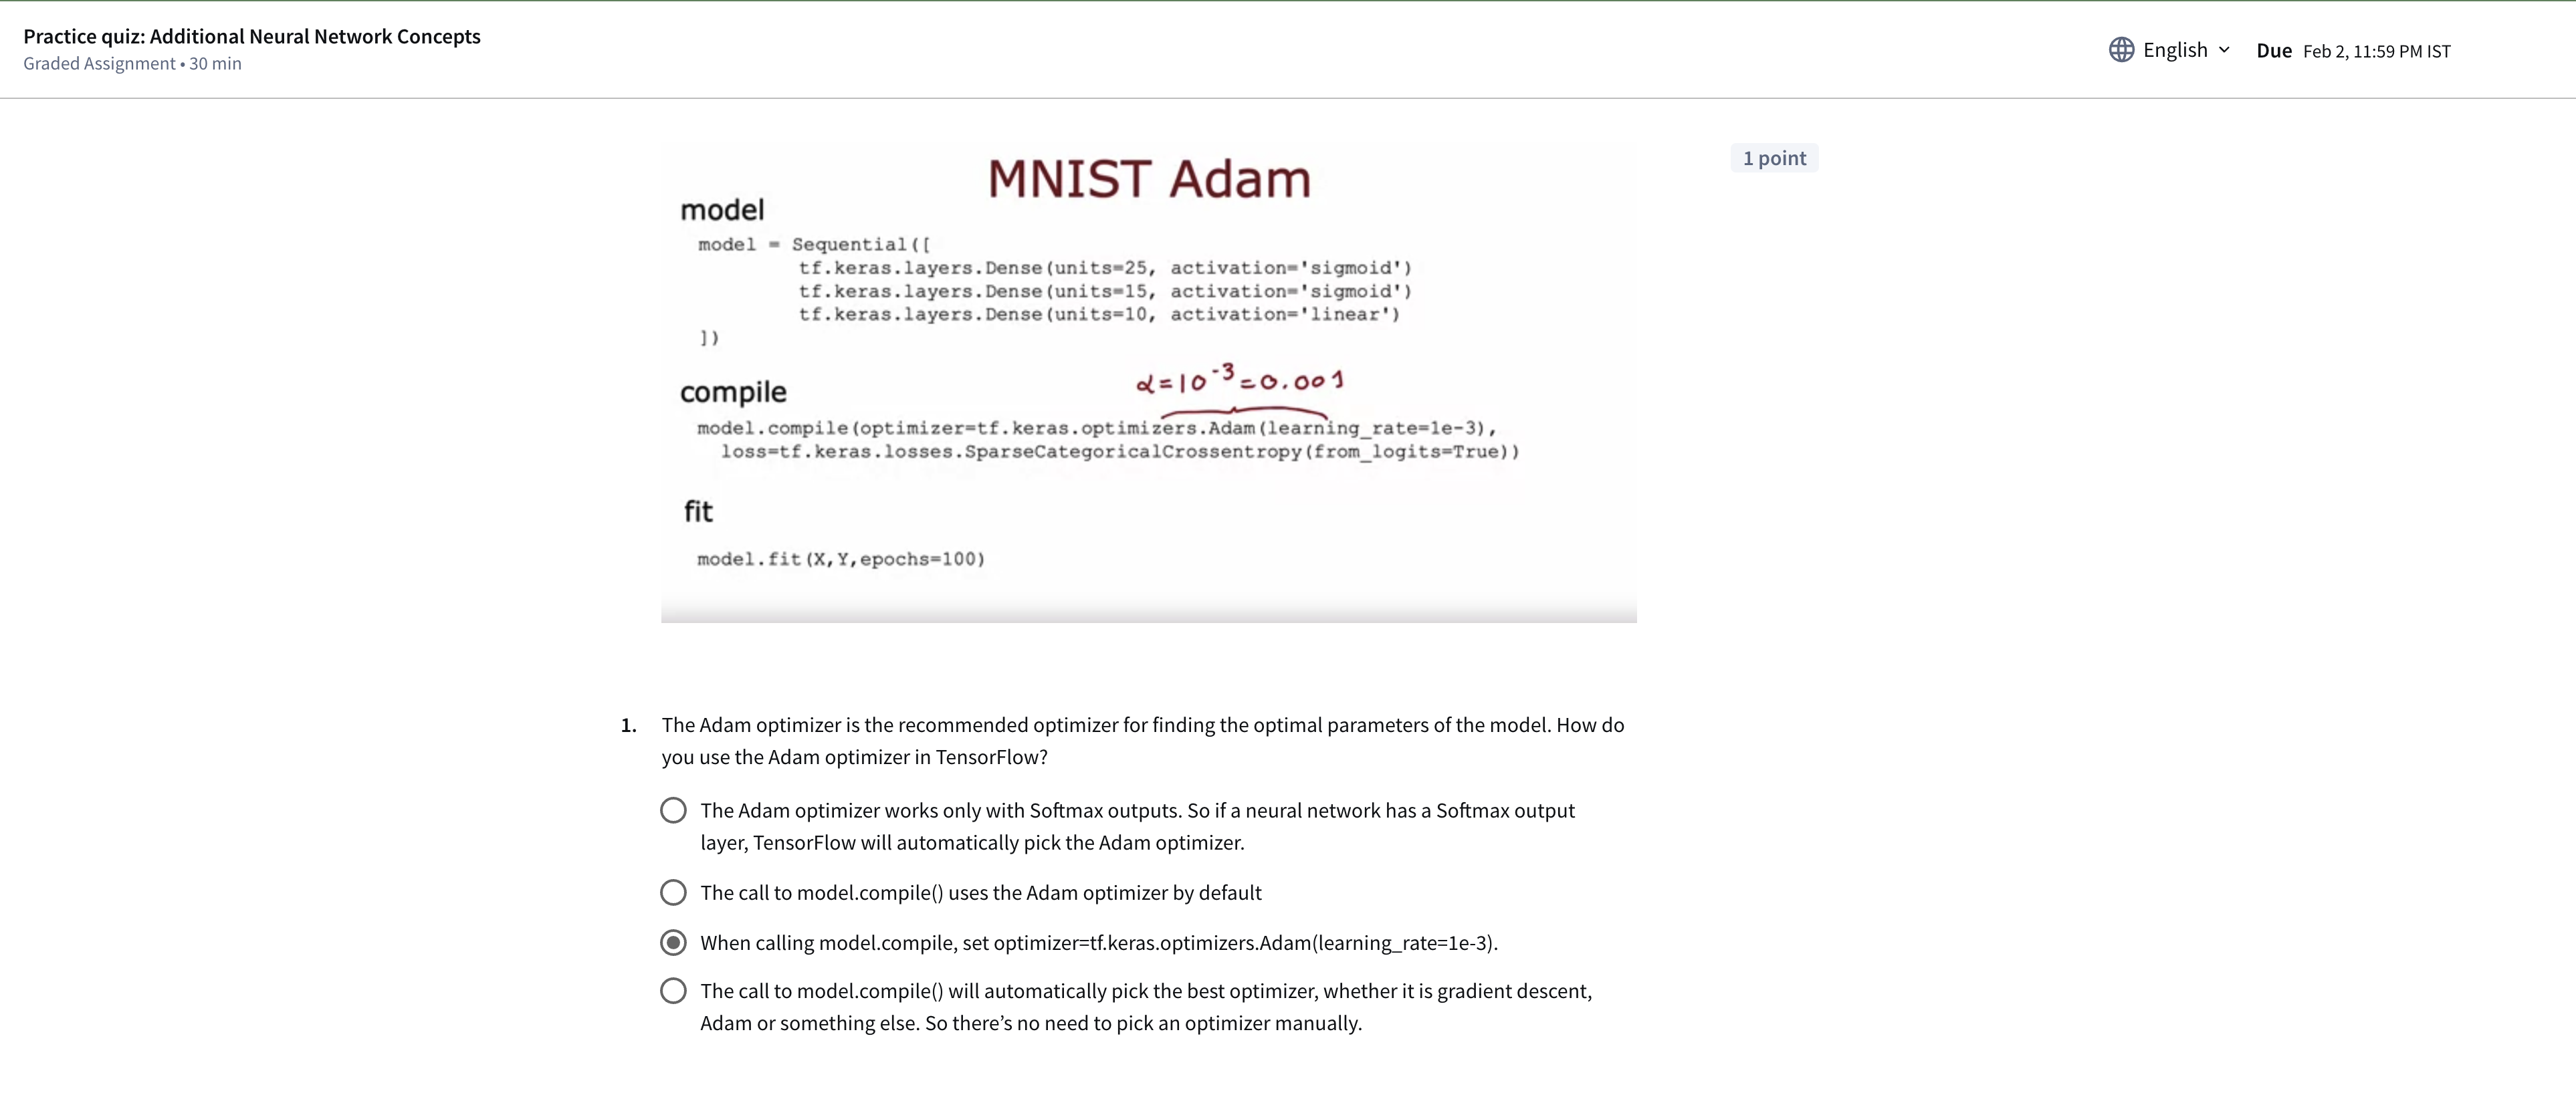 Practice quiz: Additional Neural Network Concepts
Graded Assignment • 30 min
English
Due Feb 2, 11:59 PM IST
1 point
MNIST Adam
model
model = Sequential([
tf.keras.layers.Dense(units=25, activation='sigmoid')
tf.keras.layers.Dense(units=15, activation='sigmoid')
tf.keras.layers.Dense(units=10, activation='linear')
])
α=10⁻³=0.001
compile
model.compile(optimizer=tf.keras.optimizers.Adam(learning_rate=1e-3),
loss=tf.keras.losses.SparseCategoricalCrossentropy(from_logits=True))
fit
model.fit(X,Y,epochs=100)
1. The Adam optimizer is the recommended optimizer for finding the optimal parameters of the model. How do
you use the Adam optimizer in TensorFlow?
The Adam optimizer works only with Softmax outputs. So if a neural network has a Softmax output
layer, TensorFlow will automatically pick the Adam optimizer.
The call to model.compile() uses the Adam optimizer by default
When calling model.compile, set optimizer=tf.keras.optimizers.Adam(learning_rate=1e-3).
The call to model.compile() will automatically pick the best optimizer, whether it is gradient descent,
Adam or something else. So there’s no need to pick an optimizer manually.